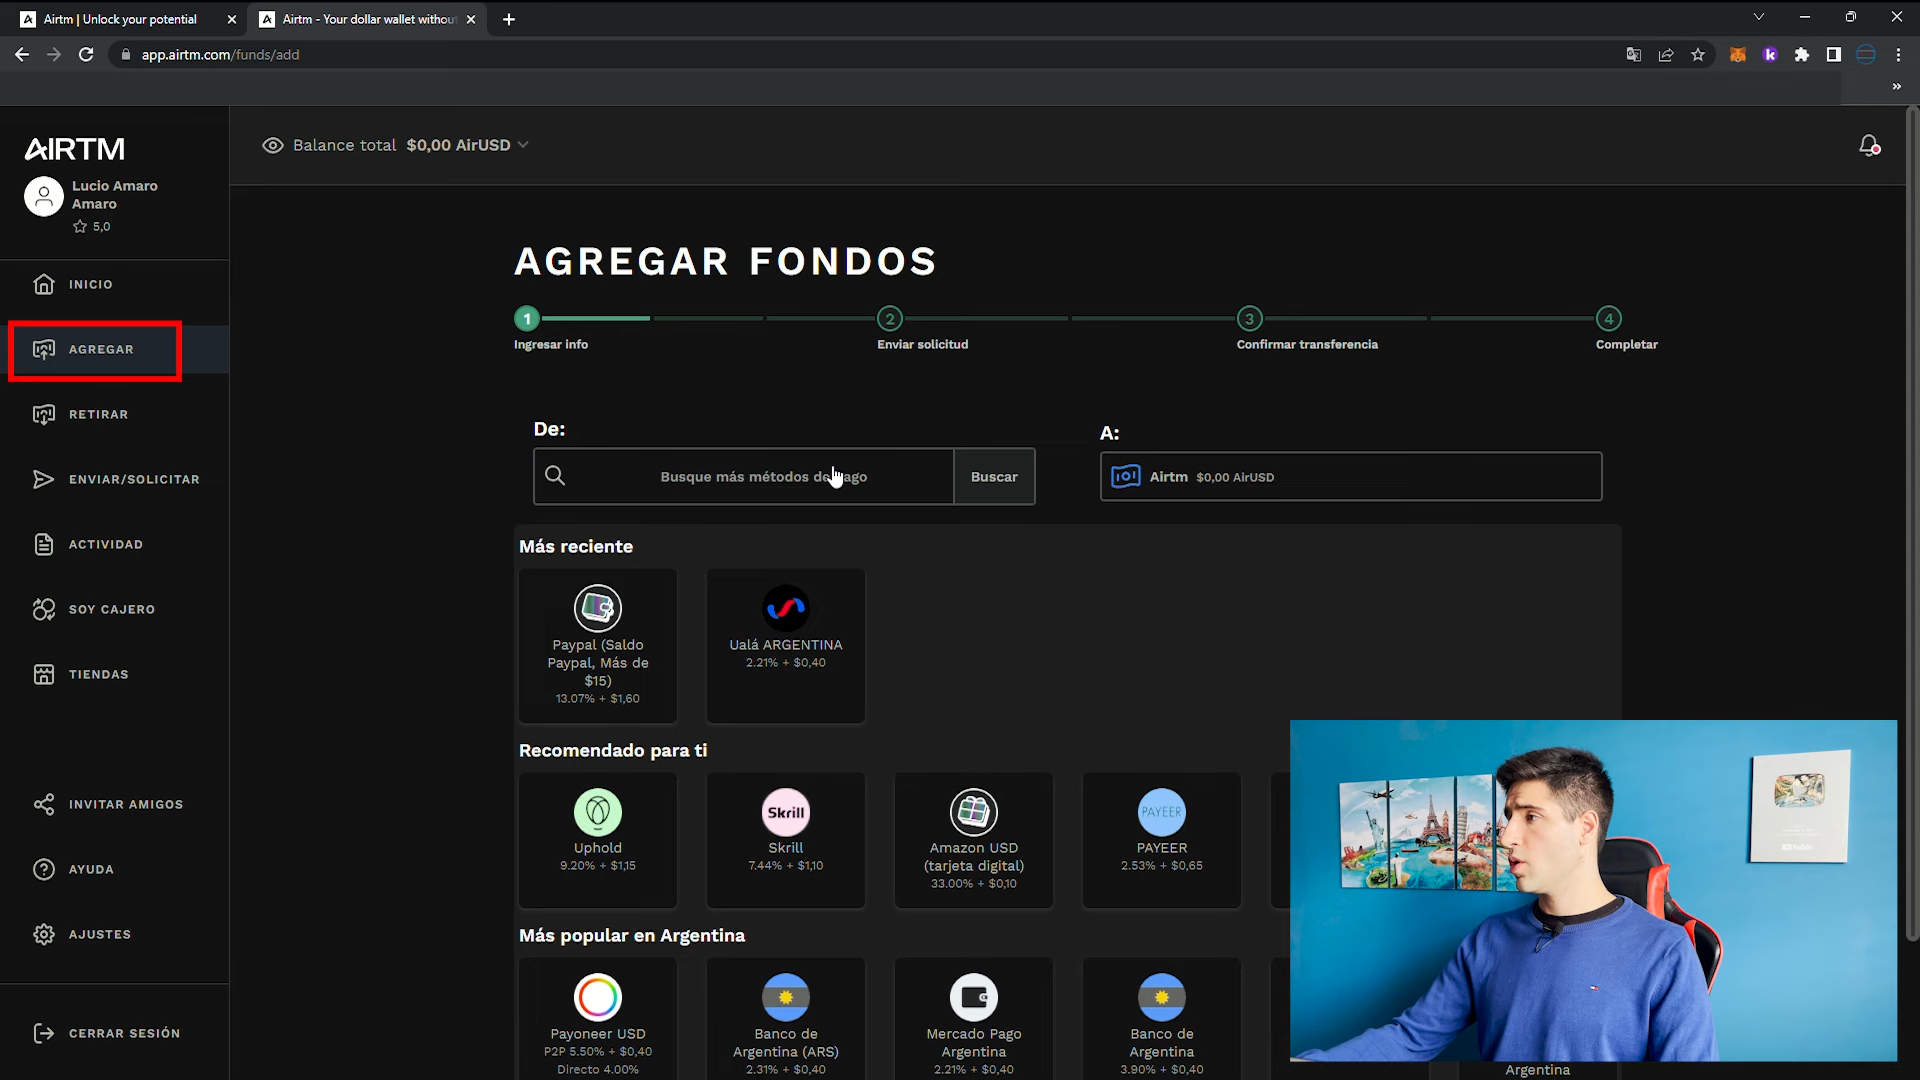 Airtm | Unlock your potential
Airtm - Your dollar wallet withou
app.airtm.com/funds/add
AIRTM
Lucio Amaro
Amaro
5,0
INICIO
AGREGAR
RETIRAR
ENVIAR/SOLICITAR
ACTIVIDAD
SOY CAJERO
TIENDAS
INVITAR AMIGOS
AYUDA
AJUSTES
CERRAR SESIÓN
Balance total $0,00 AirUSD
AGREGAR FONDOS
1
2
3
4
Ingresar info
Enviar solicitud
Confirmar transferencia
Completar
De:
A:
Busque más métodos de pago
Buscar
Airtm $0,00 AirUSD
Más reciente
Paypal (Saldo
Paypal, Más de
$15)
13.07% + $1,60
Ualá ARGENTINA
2.21% + $0,40
Recomendado para ti
Uphold
9.20% + $1,15
Skrill
Skrill
7.44% + $1,10
Amazon USD
(tarjeta digital)
33.00% + $0,10
PAYEER
PAYEER
2.53% + $0,65
Más popular en Argentina
Payoneer USD
P2P 5.50% + $0,40
Directo 4.00%
Banco de
Argentina (ARS)
2.31% + $0,40
Mercado Pago
Argentina
2.21% + $0,40
Banco de
Argentina
3.90% + $0,40
Argentina